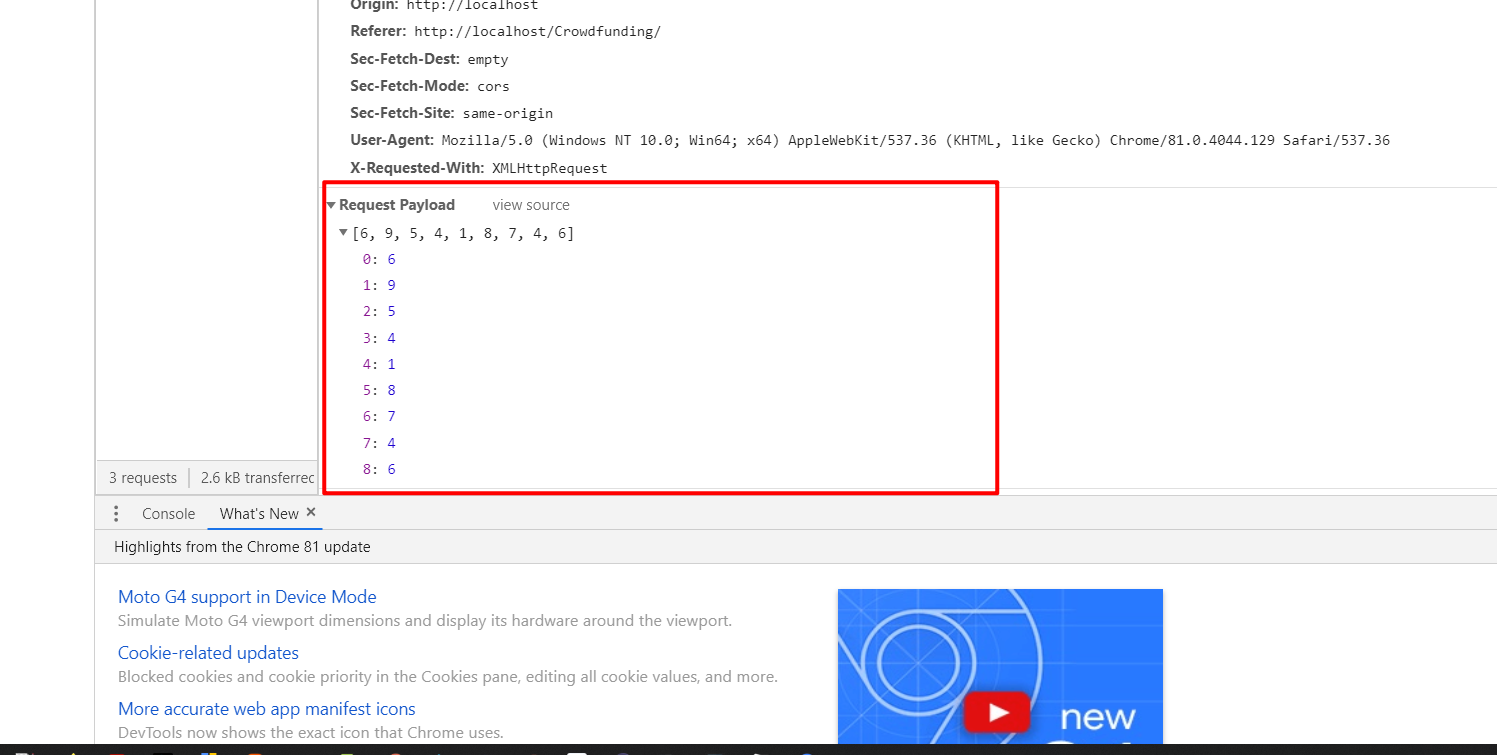 Origin: http://localhost
Referer: http://localhost/Crowdfunding/
Sec-Fetch-Dest: empty
Sec-Fetch-Mode: cors
Sec-Fetch-Site: same-origin
User-Agent: Mozilla/5.0 (Windows NT 10.0; Win64; x64) AppleWebKit/537.36 (KHTML, like Gecko) Chrome/81.0.4044.129 Safari/537.36
X-Requested-With: XMLHttpRequest
Request Payload view source
[6, 9, 5, 4, 1, 8, 7, 4, 6]
0: 6
1: 9
2: 5
3: 4
4: 1
5: 8
6: 7
7: 4
8: 6
3 requests 2.6 kB transferrec
Console What's New ×
Highlights from the Chrome 81 update
Moto G4 support in Device Mode
Simulate Moto G4 viewport dimensions and display its hardware around the viewport.
Cookie-related updates
Blocked cookies and cookie priority in the Cookies pane, editing all cookie values, and more.
More accurate web app manifest icons
DevTools now shows the exact icon that Chrome uses.
new